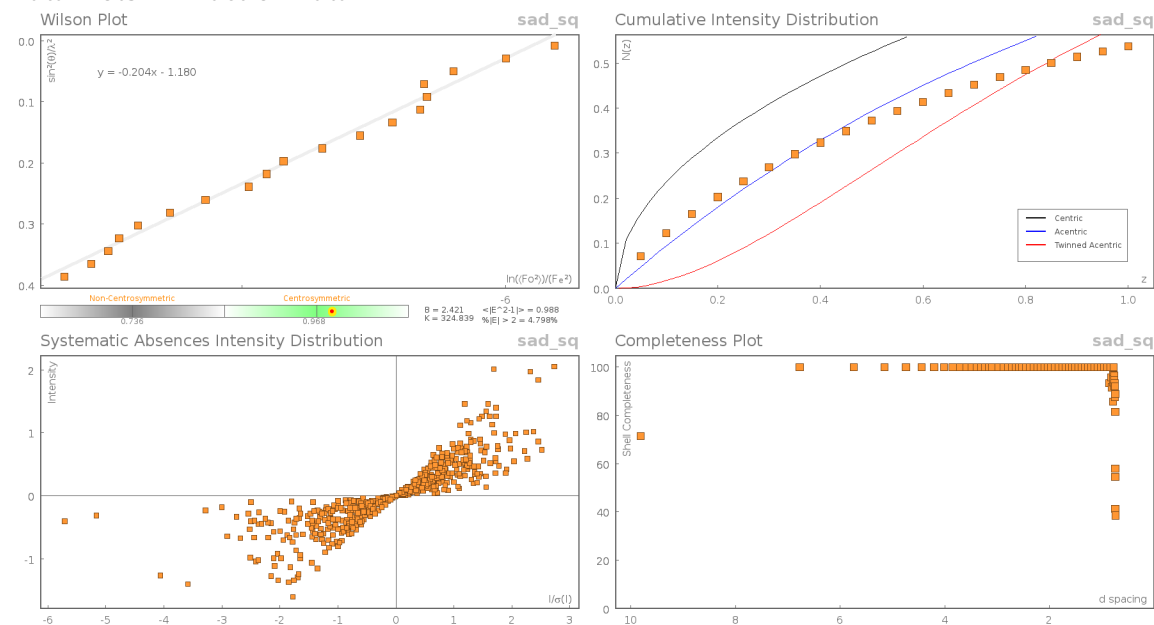 Wilson Plot sad_sq
sin²(θ)/λ²
y = -0.204x - 1.180
0.0
0.1
0.2
0.3
0.4
ln(⟨Fo²⟩)/(Fₑ²)
-6
Non-Centrosymmetric Centrosymmetric
0.736 0.968
B = 2.421 <|E^2-1|> = 0.988
K = 324.839 %|E| > 2 = 4.798%
Cumulative Intensity Distribution sad_sq
N(z)
0.5
0.4
0.3
0.2
0.1
0.0
Centric
Acentric
Twinned Acentric
z
0.0 0.2 0.4 0.6 0.8 1.0
Systematic Absences Intensity Distribution sad_sq
Intensity
2
1
0
-1
I/σ(I)
-6 -5 -4 -3 -2 -1 0 1 2 3
Completeness Plot sad_sq
Shell Completeness
100
80
60
40
20
0
d spacing
10 8 6 4 2